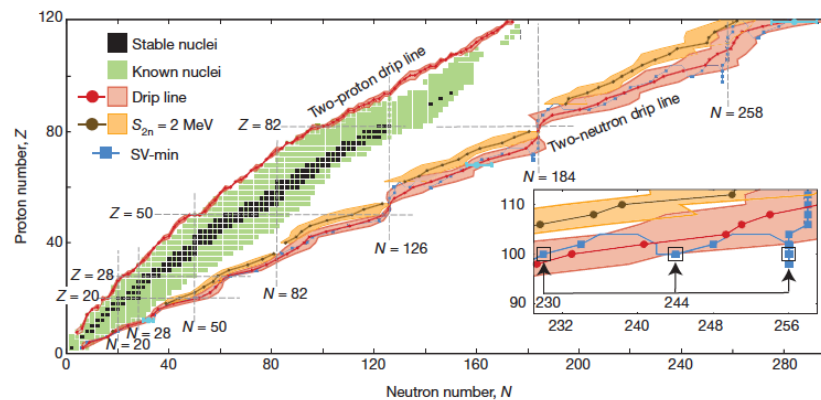 120
80
40
0
Proton number, Z
0
40
80
120
160
200
240
280
Neutron number, N
Stable nuclei
Known nuclei
Drip line
S2n = 2 MeV
SV-min
Two-proton drip line
Two-neutron drip line
Z = 82
Z = 50
Z = 28
Z = 20
N = 20
N = 28
N = 50
N = 82
N = 126
N = 184
N = 258
110
100
90
230
244
256
232
240
248
256